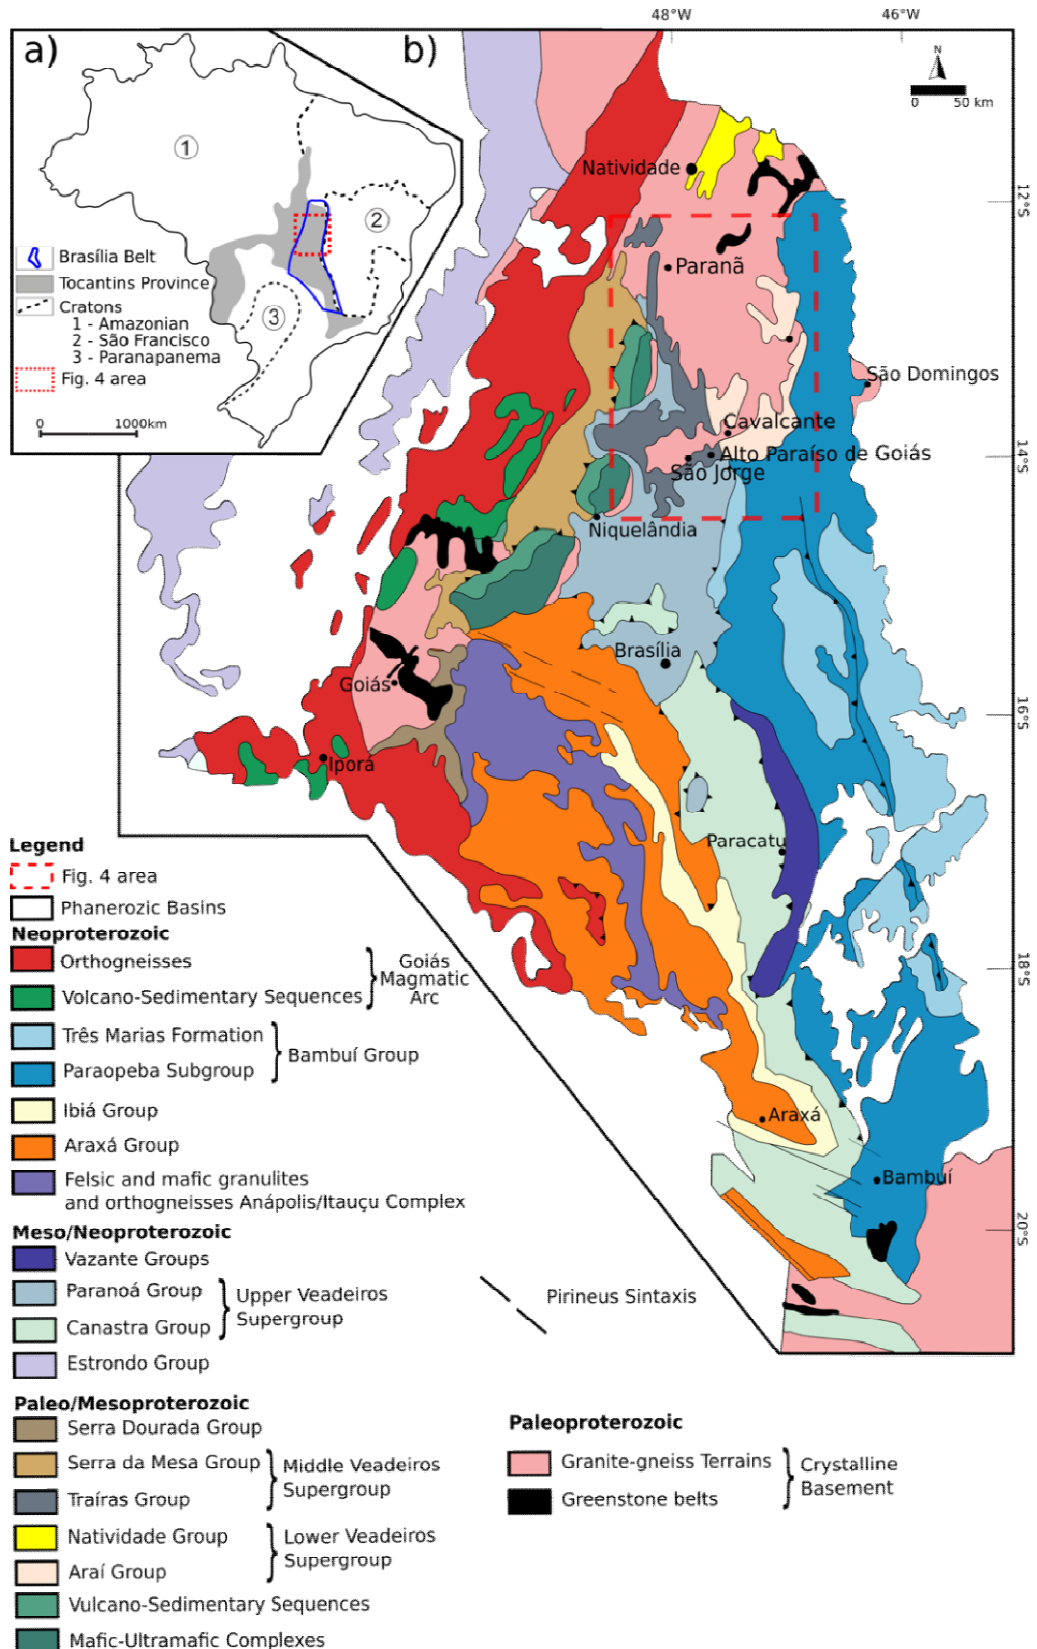 48°W
46°W
a)
b)
N
0 50 km
1
2
3
Brasília Belt
Tocantins Province
Cratons
1 - Amazonian
2 - São Francisco
3 - Paranapanema
Fig. 4 area
0 1000km
12°S
14°S
16°S
18°S
20°S
Natividade
Paranã
São Domingos
Cavalcante
Alto Paraíso de Goiás
São Jorge
Niquelândia
Brasília
Goiás
Iporá
Paracatu
Araxá
Bambuí
Legend
Fig. 4 area
Phanerozic Basins
Neoproterozoic
Orthogneisses
Volcano-Sedimentary Sequences
Goiás
Magmatic
Arc
Três Marias Formation
Paraopeba Subgroup
Bambuí Group
Ibiá Group
Araxá Group
Felsic and mafic granulites
and orthogneisses Anápolis/Itauçu Complex
Meso/Neoproterozoic
Vazante Groups
Paranoá Group
Canastra Group
Upper Veadeiros
Supergroup
Estrondo Group
Pirineus Sintaxis
Paleo/Mesoproterozoic
Serra Dourada Group
Serra da Mesa Group
Traíras Group
Middle Veadeiros
Supergroup
Natividade Group
Araí Group
Lower Veadeiros
Supergroup
Vulcano-Sedimentary Sequences
Mafic-Ultramafic Complexes
Paleoproterozoic
Granite-gneiss Terrains
Greenstone belts
Crystalline
Basement